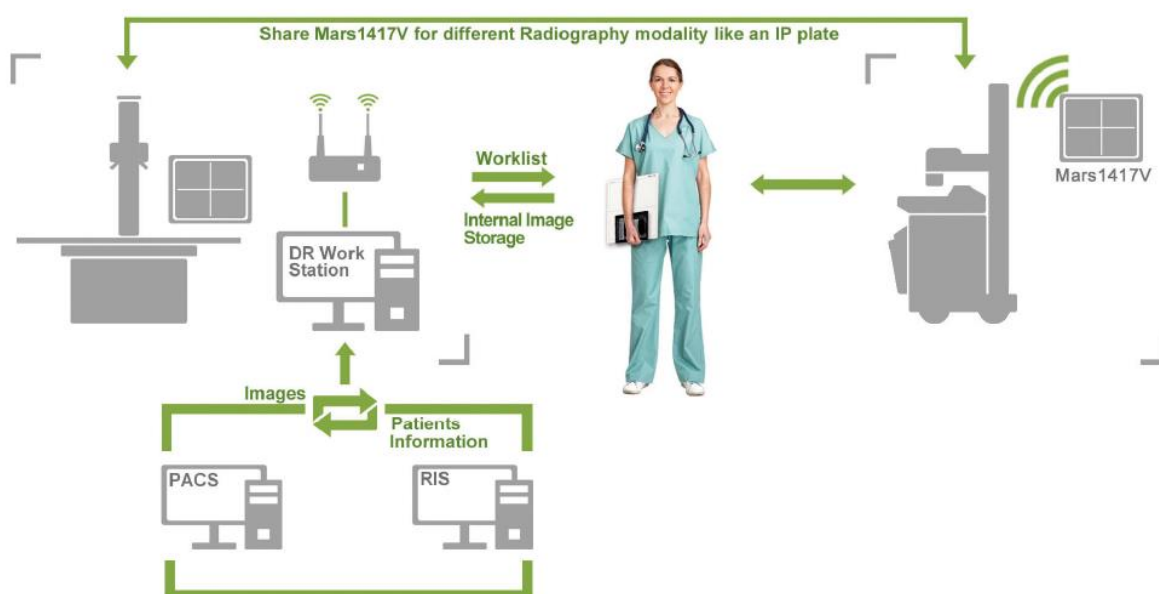 Share Mars1417V for different Radiography modality like an IP plate
Worklist
Internal Image
Storage
Mars1417V
DR Work
Station
Images
Patients
Information
PACS
RIS